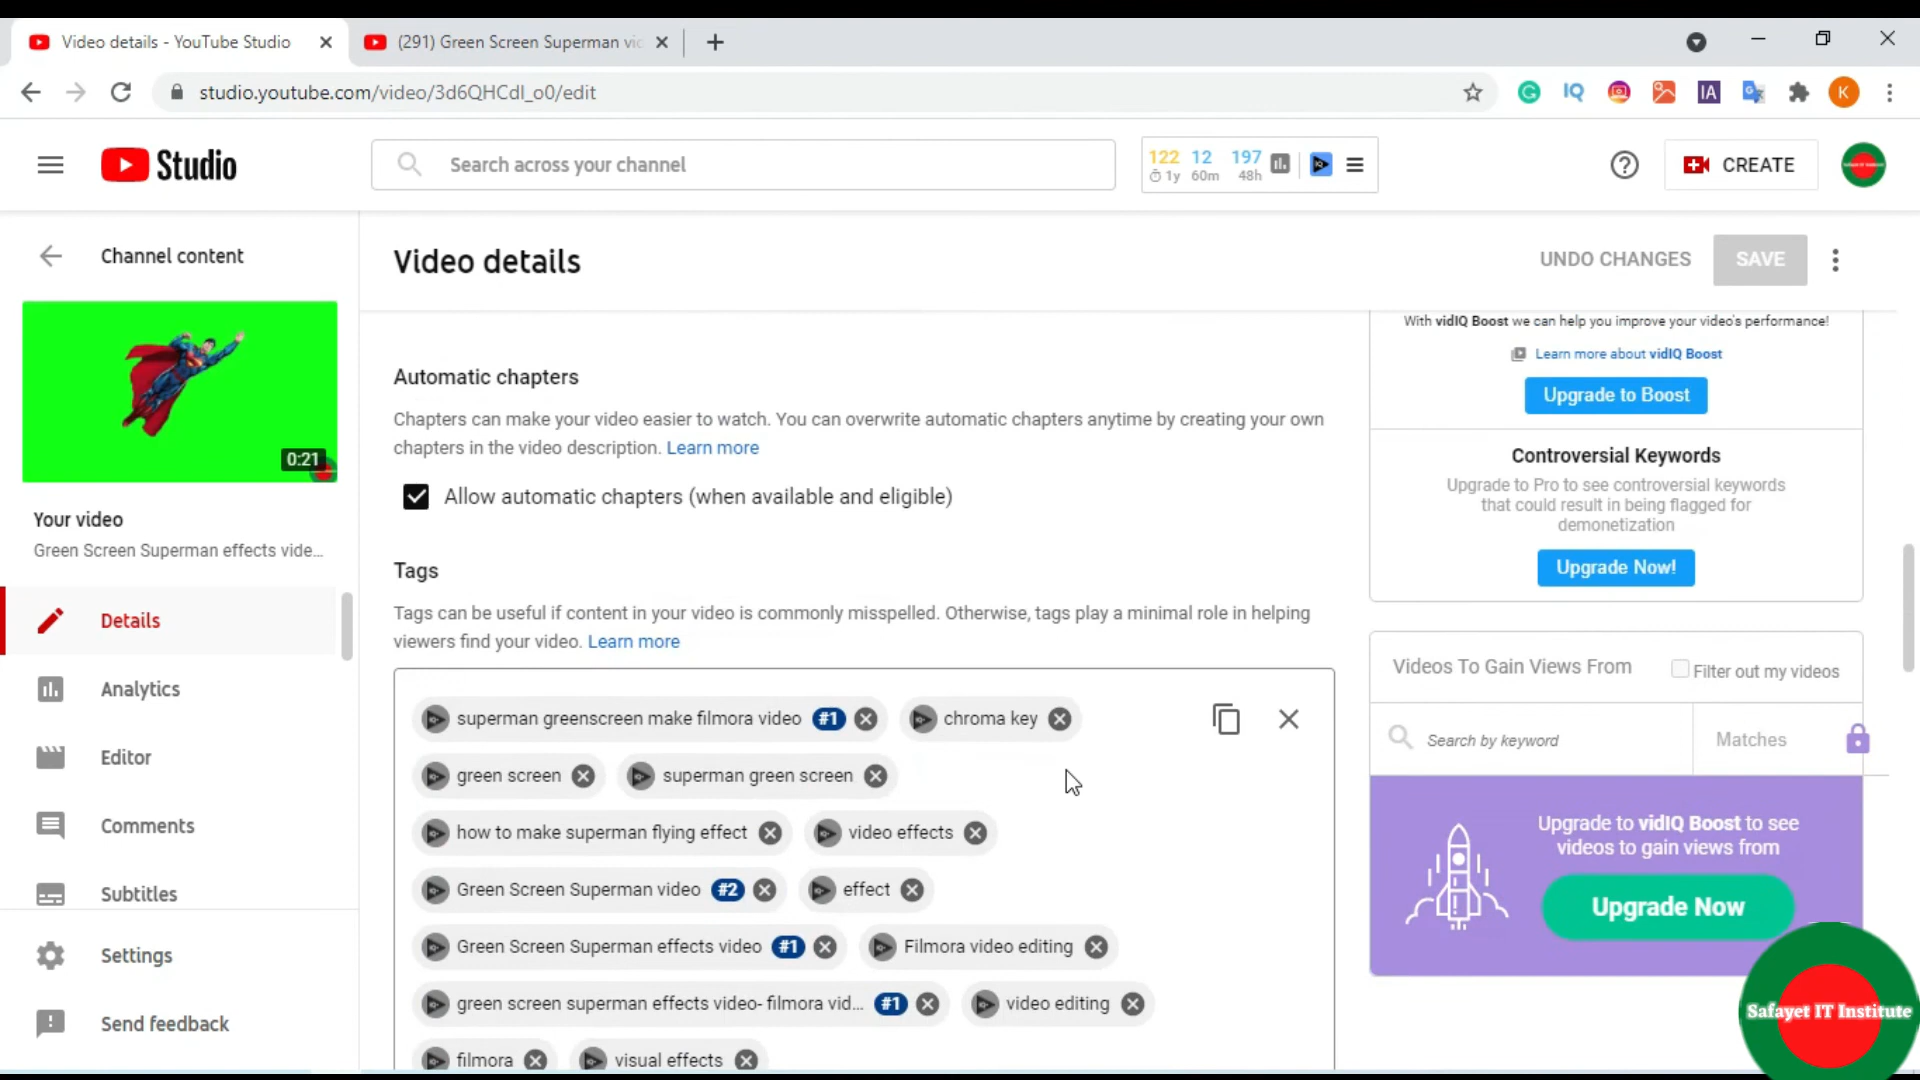 Video details - YouTube Studio
(291) Green Screen Superman vic
studio.youtube.com/video/3d6QHCdl_o0/edit
IQ
IA
K
Studio
Search across your channel
122 12 197
1y 60m 48h
CREATE
Channel content
0:21
Your video
Green Screen Superman effects vide...
Details
Analytics
Editor
Comments
Subtitles
Settings
Send feedback
Video details
UNDO CHANGES
SAVE
Automatic chapters
Chapters can make your video easier to watch. You can overwrite automatic chapters anytime by creating your own
chapters in the video description. Learn more
Allow automatic chapters (when available and eligible)
Tags
Tags can be useful if content in your video is commonly misspelled. Otherwise, tags play a minimal role in helping
viewers find your video. Learn more
superman greenscreen make filmora video #1 chroma key
green screen superman green screen
how to make superman flying effect video effects
Green Screen Superman video #2 effect
Green Screen Superman effects video #1 Filmora video editing
green screen superman effects video- filmora vid... #1 video editing
filmora visual effects
With vidIQ Boost we can help you improve your video's performance!
Learn more about vidIQ Boost
Upgrade to Boost
Controversial Keywords
Upgrade to Pro to see controversial keywords
that could result in being flagged for
demonetization
Upgrade Now!
Videos To Gain Views From
Filter out my videos
Search by keyword
Matches
Upgrade to vidIQ Boost to see
videos to gain views from
Upgrade Now
Safayet IT Institute